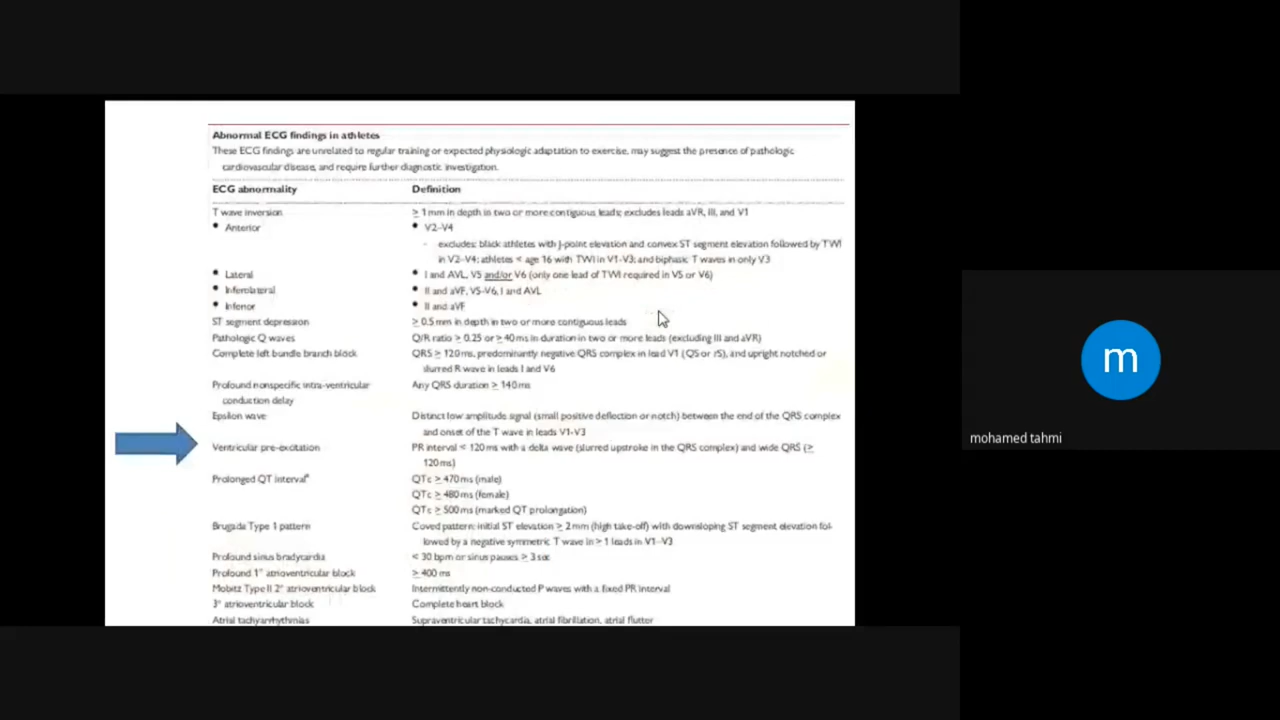 Abnormal ECG findings in athletes
These ECG findings are unrelated to regular training or expected physiologic adaptation to exercise, may suggest the presence of pathologic
cardiovascular disease, and require further diagnostic investigation.
ECG abnormality Definition
T wave inversion ≥ 1 mm in depth in two or more contiguous leads; excludes leads aVR, III, and V1
• Anterior • V2–V4
- excludes: black athletes with J-point elevation and convex ST segment elevation followed by TWI
in V2–V4; athletes < age 16 with TWI in V1-V3; and biphasic T waves in only V3
• Lateral • I and AVL, V5 and/or V6 (only one lead of TWI required in V5 or V6)
• Inferolateral • II and aVF, V5-V6, I and AVL
• Inferior • II and aVF
ST segment depression ≥ 0.5 mm in depth in two or more contiguous leads
Pathologic Q waves Q/R ratio ≥ 0.25 or ≥ 40 ms in duration in two or more leads (excluding III and aVR)
Complete left bundle branch block QRS ≥ 120 ms, predominantly negative QRS complex in lead V1 (QS or rS), and upright notched or
slurred R wave in leads I and V6
Profound nonspecific intra-ventricular Any QRS duration ≥ 140 ms
conduction delay
Epsilon wave Distinct low amplitude signal (small positive deflection or notch) between the end of the QRS complex
and onset of the T wave in leads V1-V3
Ventricular pre-excitation PR interval < 120 ms with a delta wave (slurred upstroke in the QRS complex) and wide QRS (≥
120 ms)
Prolonged QT interval QTc ≥ 470 ms (male)
QTc ≥ 480 ms (female)
QTc ≥ 500 ms (marked QT prolongation)
Brugada Type 1 pattern Coved pattern: initial ST elevation ≥ 2 mm (high take-off) with downsloping ST segment elevation fol-
lowed by a negative symmetric T wave in ≥ 1 leads in V1–V3
Profound sinus bradycardia < 30 bpm or sinus pauses ≥ 3 sec
Profound 1° atrioventricular block ≥ 400 ms
Mobitz Type II 2° atrioventricular block Intermittently non-conducted P waves with a fixed PR interval
3° atrioventricular block Complete heart block
Atrial tachyarrhythmias Supraventricular tachycardia, atrial fibrillation, atrial flutter
m
mohamed tahmi